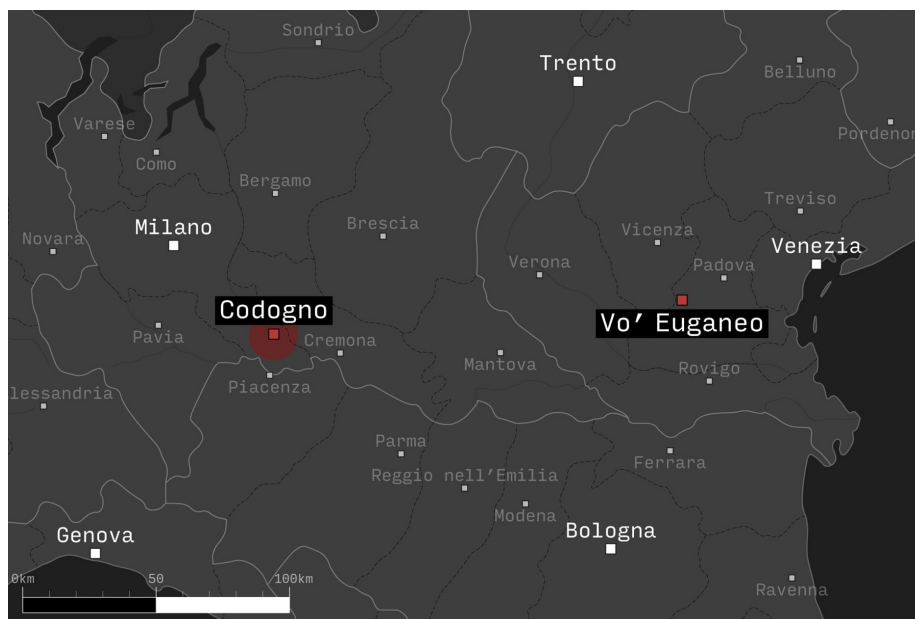 Sondrio
Trento
Belluno
Varese
Pordenon
Como
Bergamo
Treviso
Milano
Brescia
Vicenza
Novara
Venezia
Verona
Padova
Codogno
Vo' Euganeo
Pavia
Cremona
Mantova
Rovigo
Piacenza
lessandria
Parma
Ferrara
Reggio nell'Emilia
Modena
Genova
Bologna
0km 50 100km
Ravenna